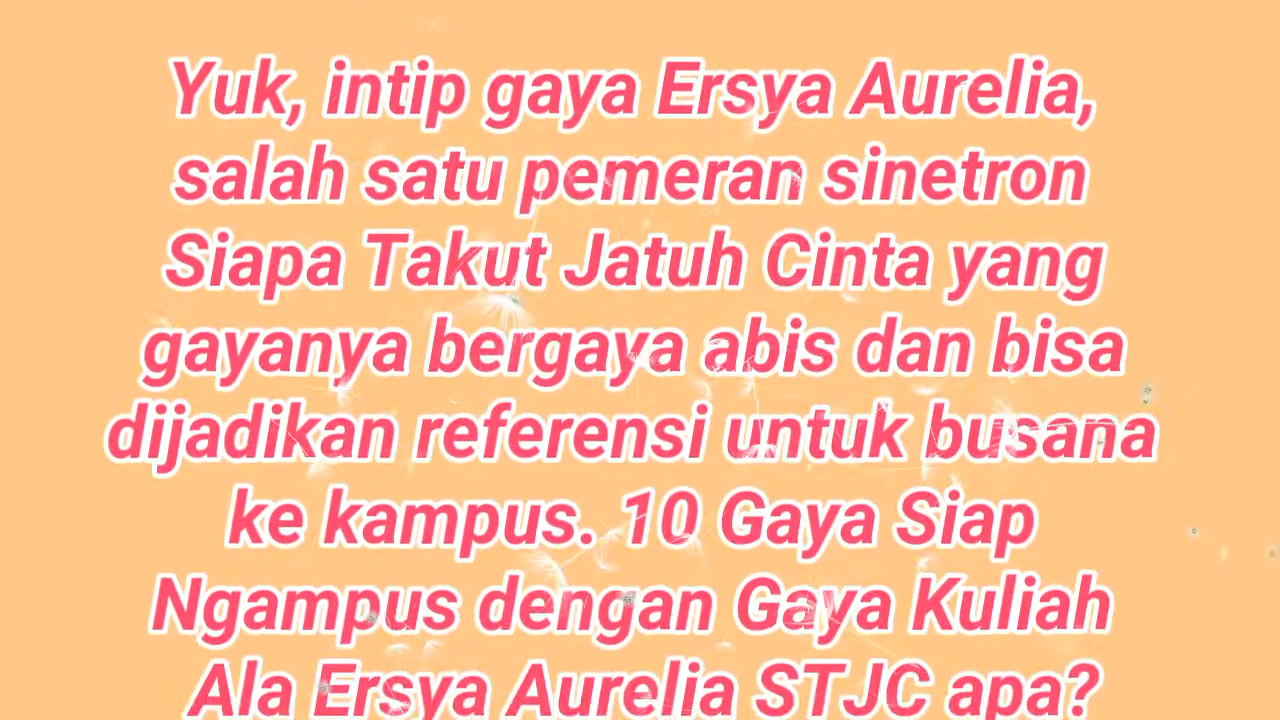 Yuk, intip gaya Ersya Aurelia,
salah satu pemeran sinetron
Siapa Takut Jatuh Cinta yang
gayanya bergaya abis dan bisa
dijadikan referensi untuk busana
ke kampus. 10 Gaya Siap
Ngampus dengan Gaya Kuliah
Ala Ersya Aurelia STJC apa?